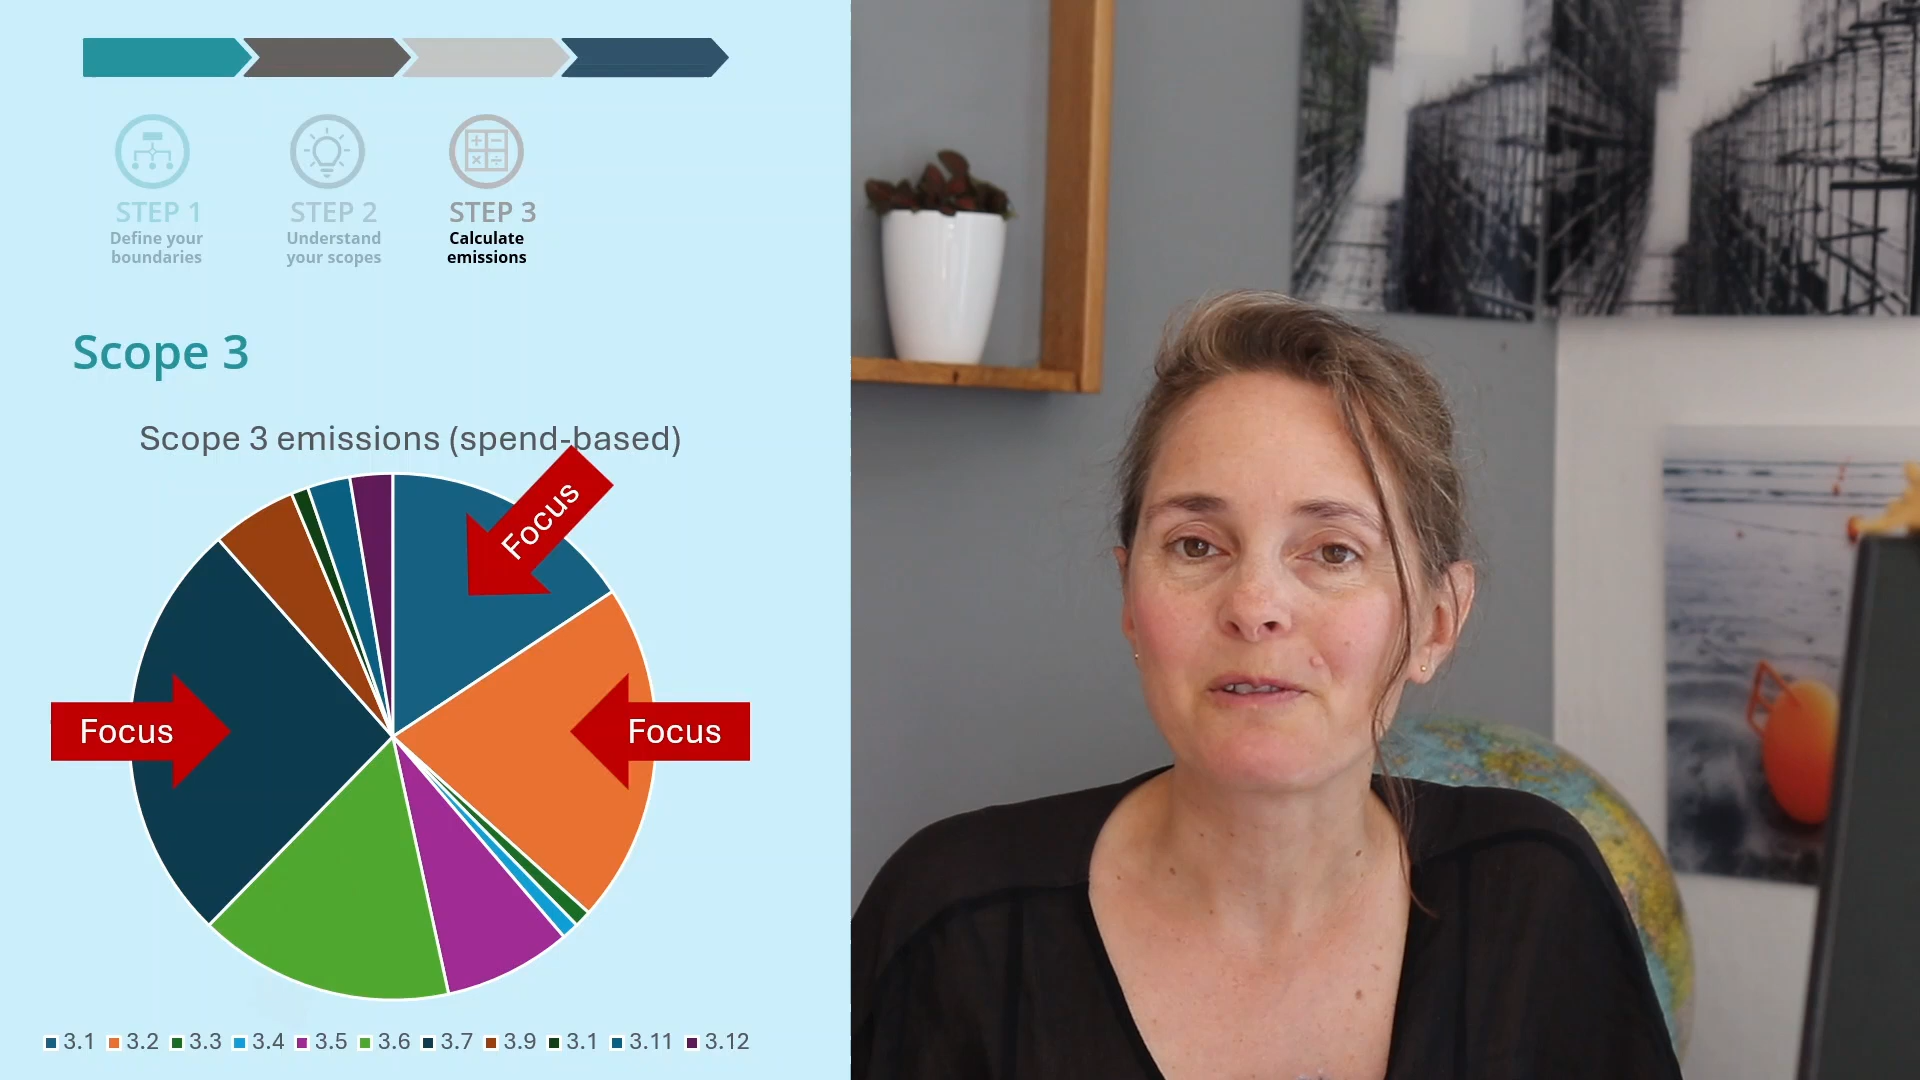 STEP 1
Define your
boundaries
STEP 2
Understand
your scopes
STEP 3
Calculate
emissions
Scope 3
Scope 3 emissions (spend-based)
Focus
Focus
Focus
3.1 3.2 3.3 3.4 3.5 3.6 3.7 3.9 3.1 3.11 3.12